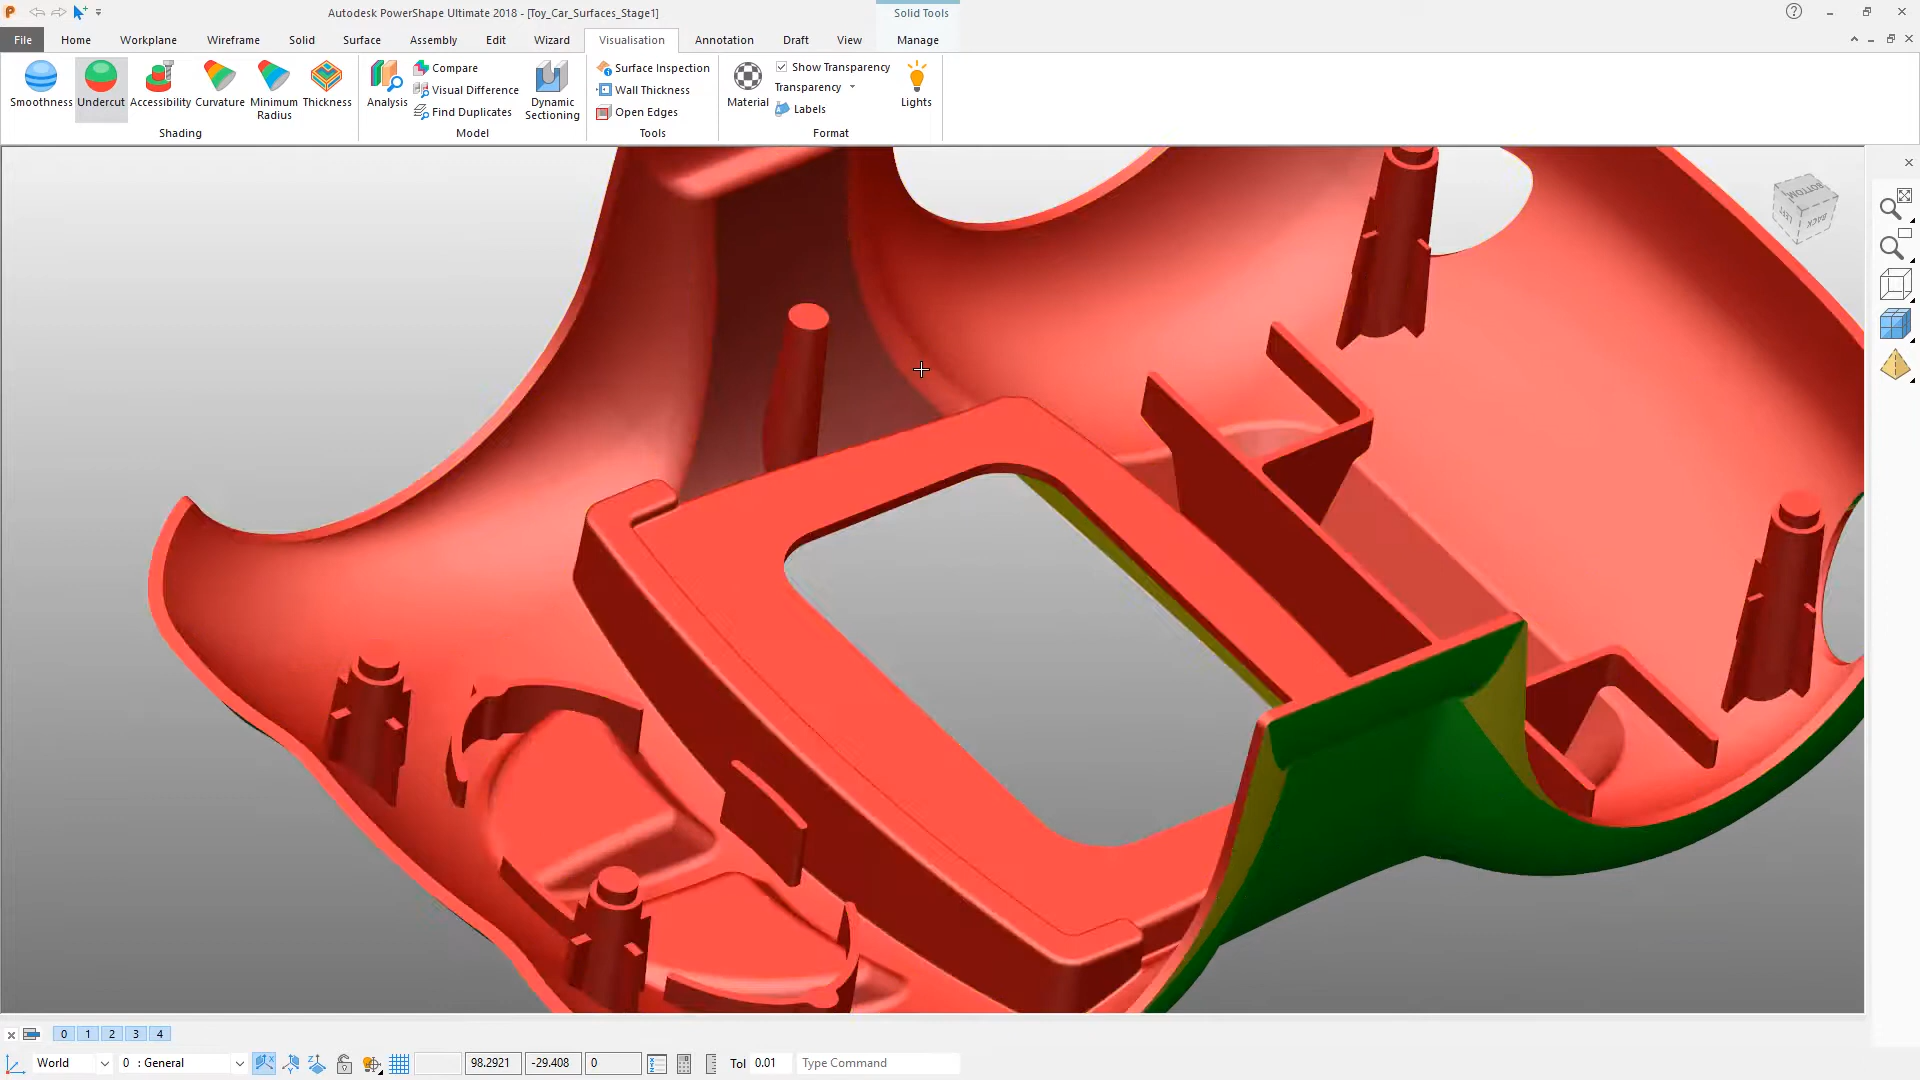 Autodesk PowerShape Ultimate 2018 - [Toy_Car_Surfaces_Stage1]
Solid Tools
File Home Workplane Wireframe Solid Surface Assembly Edit Wizard Visualisation Annotation Draft View Manage
Smoothness
Undercut
Accessibility
Curvature
Minimum
Radius
Thickness
Shading
Analysis
Compare
Visual Difference
Find Duplicates
Dynamic
Sectioning
Model
Surface Inspection
Wall Thickness
Open Edges
Tools
Material
Show Transparency
Transparency
Labels
Lights
Format
BOTTOM
LEFT
BACK
0 1 2 3 4
World 0 : General 98.2921 -29.408 0 Tol 0.01 Type Command